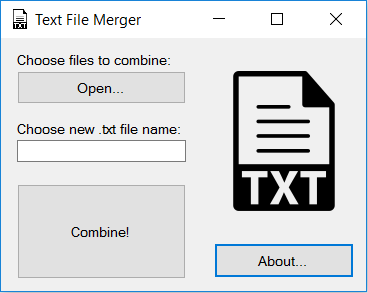 Text File Merger
Choose files to combine:
Open...
Choose new .txt file name:
Combine!
TXT
About...